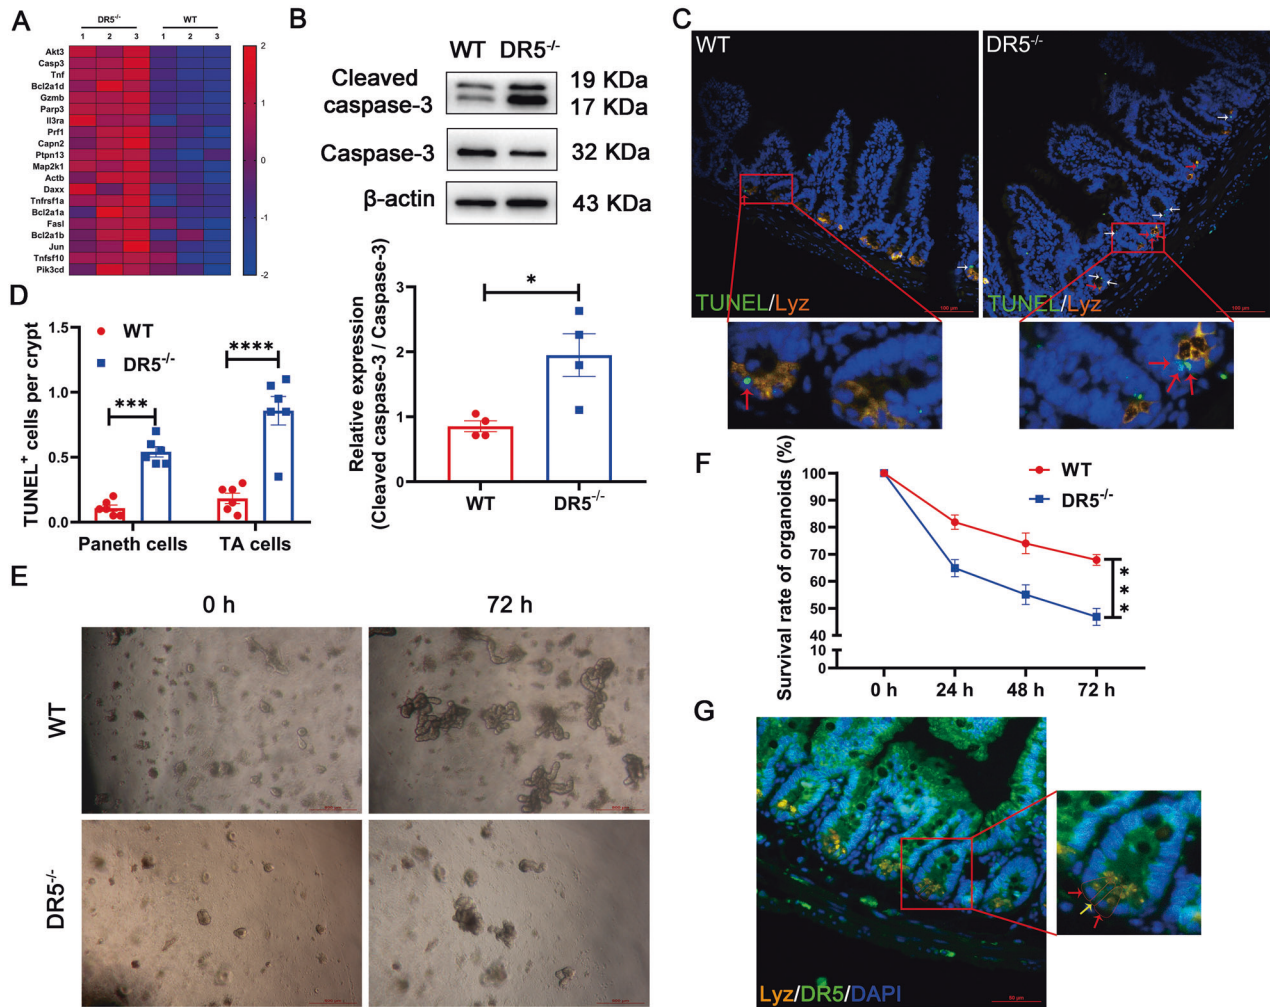 A
DR5-/- WT
1 2 3 1 2 3
Akt3
Casp3
Tnf
Bcl2a1d
Gzmb
Parp3
Il3ra
Prf1
Capn2
Ptpn13
Map2k1
Actb
Daxx
Tnfrsf1a
Bcl2a1a
Fasl
Bcl2a1b
Jun
Tnfsf10
Pik3cd
2
1
0
-1
-2
B
WT DR5-/-
Cleaved caspase-3
19 KDa
17 KDa
Caspase-3 32 KDa
β-actin 43 KDa
Relative expression
(Cleaved caspase-3 / Caspase-3)
3
2
1
0
*
WT DR5-/-
C
WT
TUNEL/Lyz
100 μm
DR5-/-
TUNEL/Lyz
100 μm
D
TUNEL+ cells per crypt
1.5
1.0
0.5
0.0
WT
DR5-/-
***
****
Paneth cells TA cells
E
0 h 72 h
WT
DR5-/-
F
Survival rate of organoids (%)
100
90
80
70
60
50
40
10
0
WT
DR5-/-
***
0 h 24 h 48 h 72 h
G
Lyz/DR5/DAPI